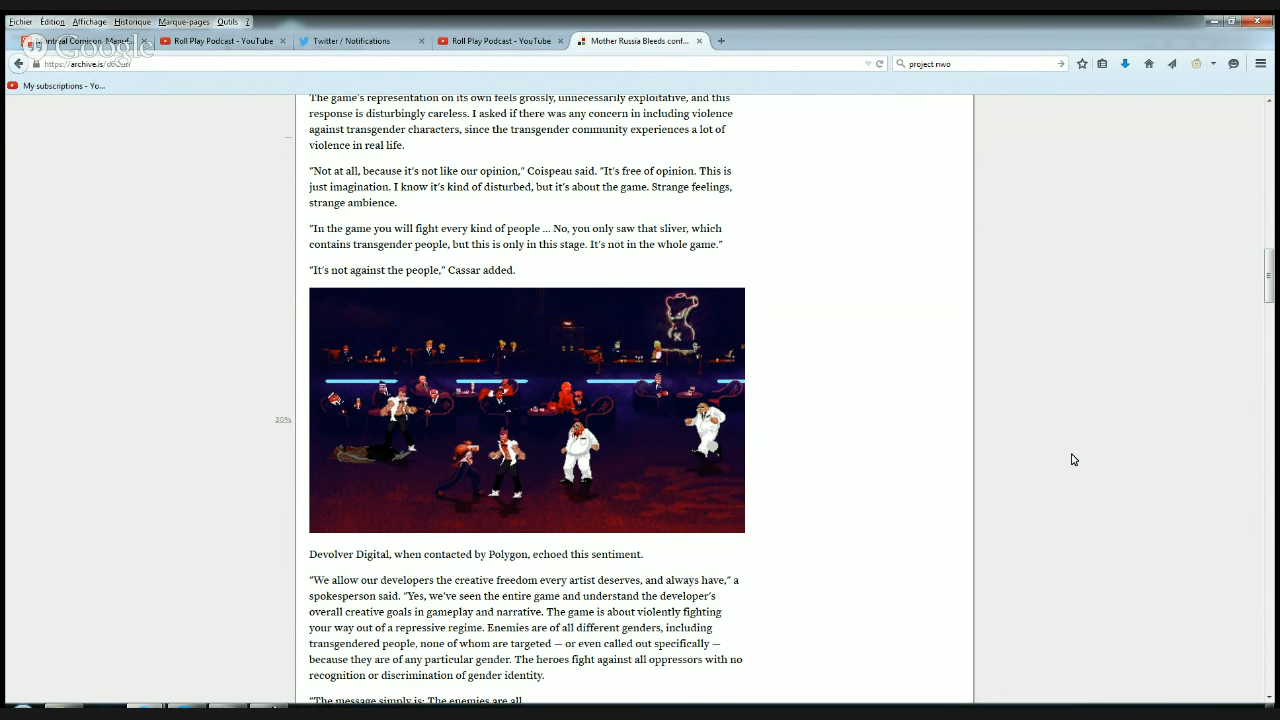 Fichier Édition Affichage Historique Marque-pages Outils ?
Google
Roll Play Podcast - YouTube
Twitter / Notifications
Roll Play Podcast - YouTube
Mother Russia Bleeds conf...
project nwo
My subscriptions - Yo...
The game's representation on its own feels grossly, unnecessarily exploitative, and this
response is disturbingly careless. I asked if there was any concern in including violence
against transgender characters, since the transgender community experiences a lot of
violence in real life.
"Not at all, because it's not like our opinion," Coispeau said. "It's free of opinion. This is
just imagination. I know it's kind of disturbed, but it's about the game. Strange feelings,
strange ambience.
"In the game you will fight every kind of people ... No, you only saw that sliver, which
contains transgender people, but this is only in this stage. It's not in the whole game."
"It's not against the people," Cassar added.
30%
Devolver Digital, when contacted by Polygon, echoed this sentiment.
"We allow our developers the creative freedom every artist deserves, and always have," a
spokesperson said. "Yes, we've seen the entire game and understand the developer's
overall creative goals in gameplay and narrative. The game is about violently fighting
your way out of a repressive regime. Enemies are of all different genders, including
transgendered people, none of whom are targeted — or even called out specifically —
because they are of any particular gender. The heroes fight against all oppressors with no
recognition or discrimination of gender identity.
"The message simply is: The enemies are all